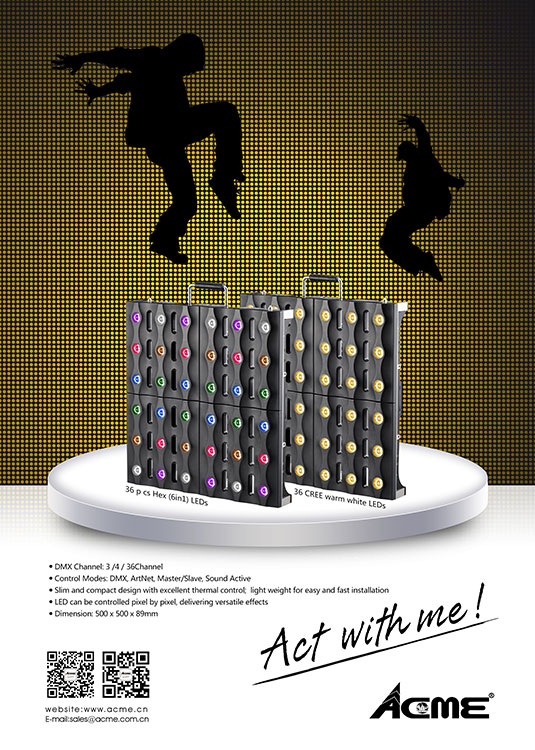 36 p cs Hex (6in1) LEDs
36 CREE warm white LEDs
• DMX Channel: 3 /4 / 36Channel
• Control Modes: DMX, ArtNet, Master/Slave, Sound Active
• Slim and compact design with excellent thermal control; light weight for easy and fast installation
• LED can be controlled pixel by pixel, delivering versatile effects
• Dimension: 500 x 500 x 89mm
Act with me!
website:www.acme.cn
E-mail:sales@acme.com.cn
ACME®